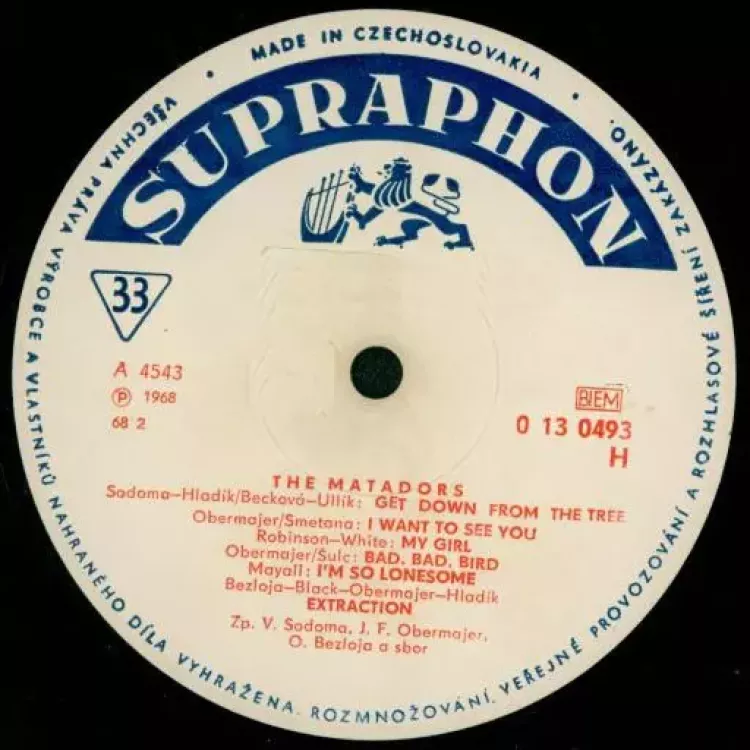 MADE IN CZECHOSLOVAKIA
SUPRAPHON
33
A 4543
Ⓟ 1968
68 2
BIEM
0 13 0493
H
THE MATADORS
Sodoma–Hladík/Becková–Ullik: GET DOWN FROM THE TREE
Obermajer/Smetana: I WANT TO SEE YOU
Robinson–White: MY GIRL
Obermajer/Šulc: BAD, BAD, BIRD
Mayall: I'M SO LONESOME
Bezloja–Black–Obermajer–Hladík
EXTRACTION
Zp. V. Sodoma, J. F. Obermajer,
O. Bezloja a sbor
VŠECHNA PRÁVA VÝROBCE A VLASTNÍKŮ NAHRANÉHO DÍLA VYHRAŽENA. ROZMNOŽOVÁNÍ, VEŘEJNÉ PROVOZOVÁNÍ A ROZHLASOVÉ ŠÍŘENÍ ZAKÁZÁNO.